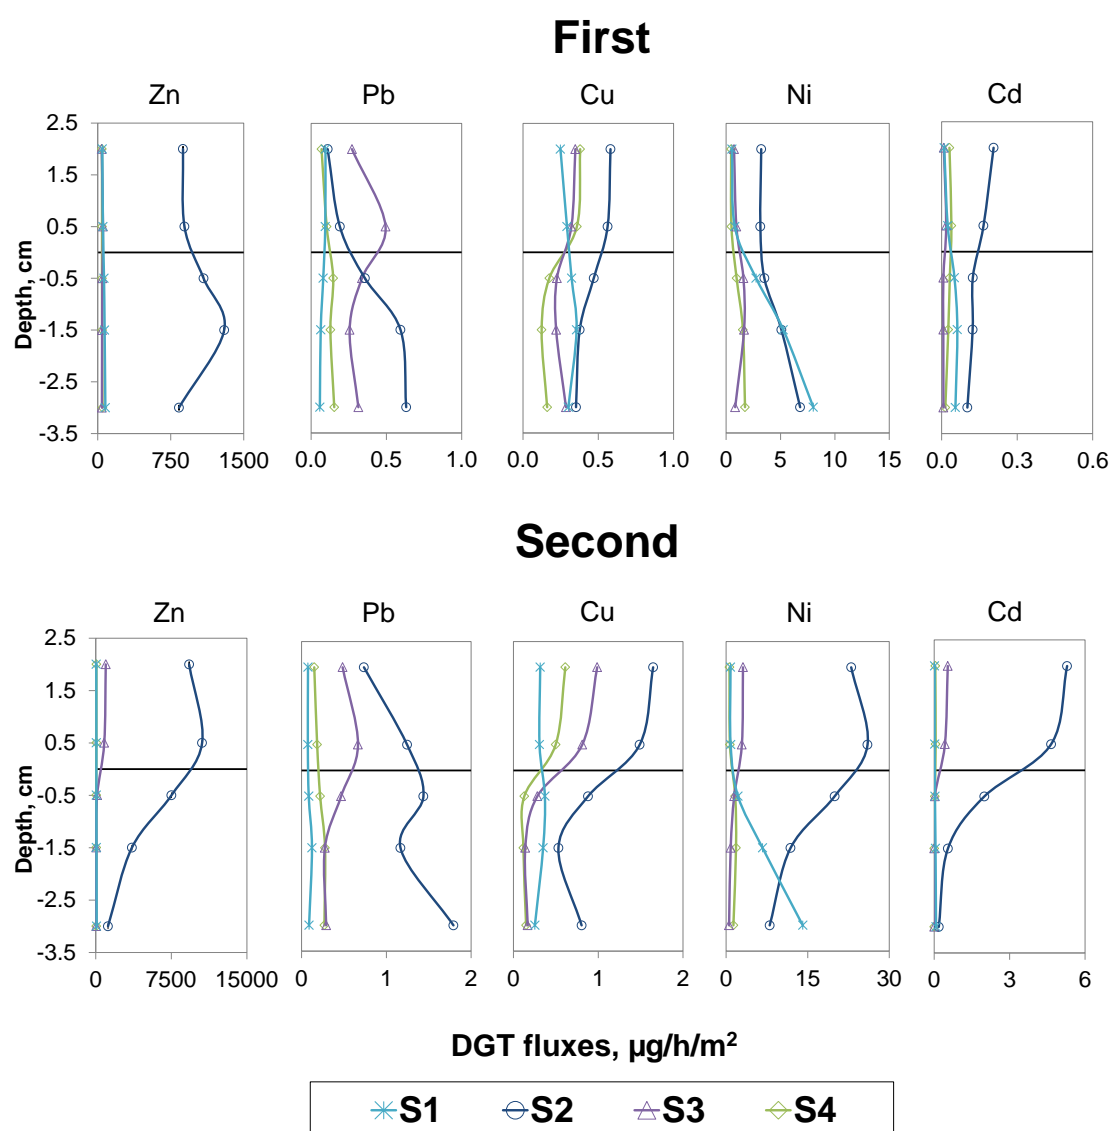 First
Zn Pb Cu Ni Cd
Depth, cm
2.5
1.5
0.5
-0.5
-1.5
-2.5
-3.5
0 750 1500 0.0 0.5 1.0 0.0 0.5 1.0 0 5 10 15 0.0 0.3 0.6
Second
Zn Pb Cu Ni Cd
Depth, cm
2.5
1.5
0.5
-0.5
-1.5
-2.5
-3.5
0 7500 15000 0 1 2 0 1 2 0 15 30 0 3 6
DGT fluxes, µg/h/m²
S1 S2 S3 S4